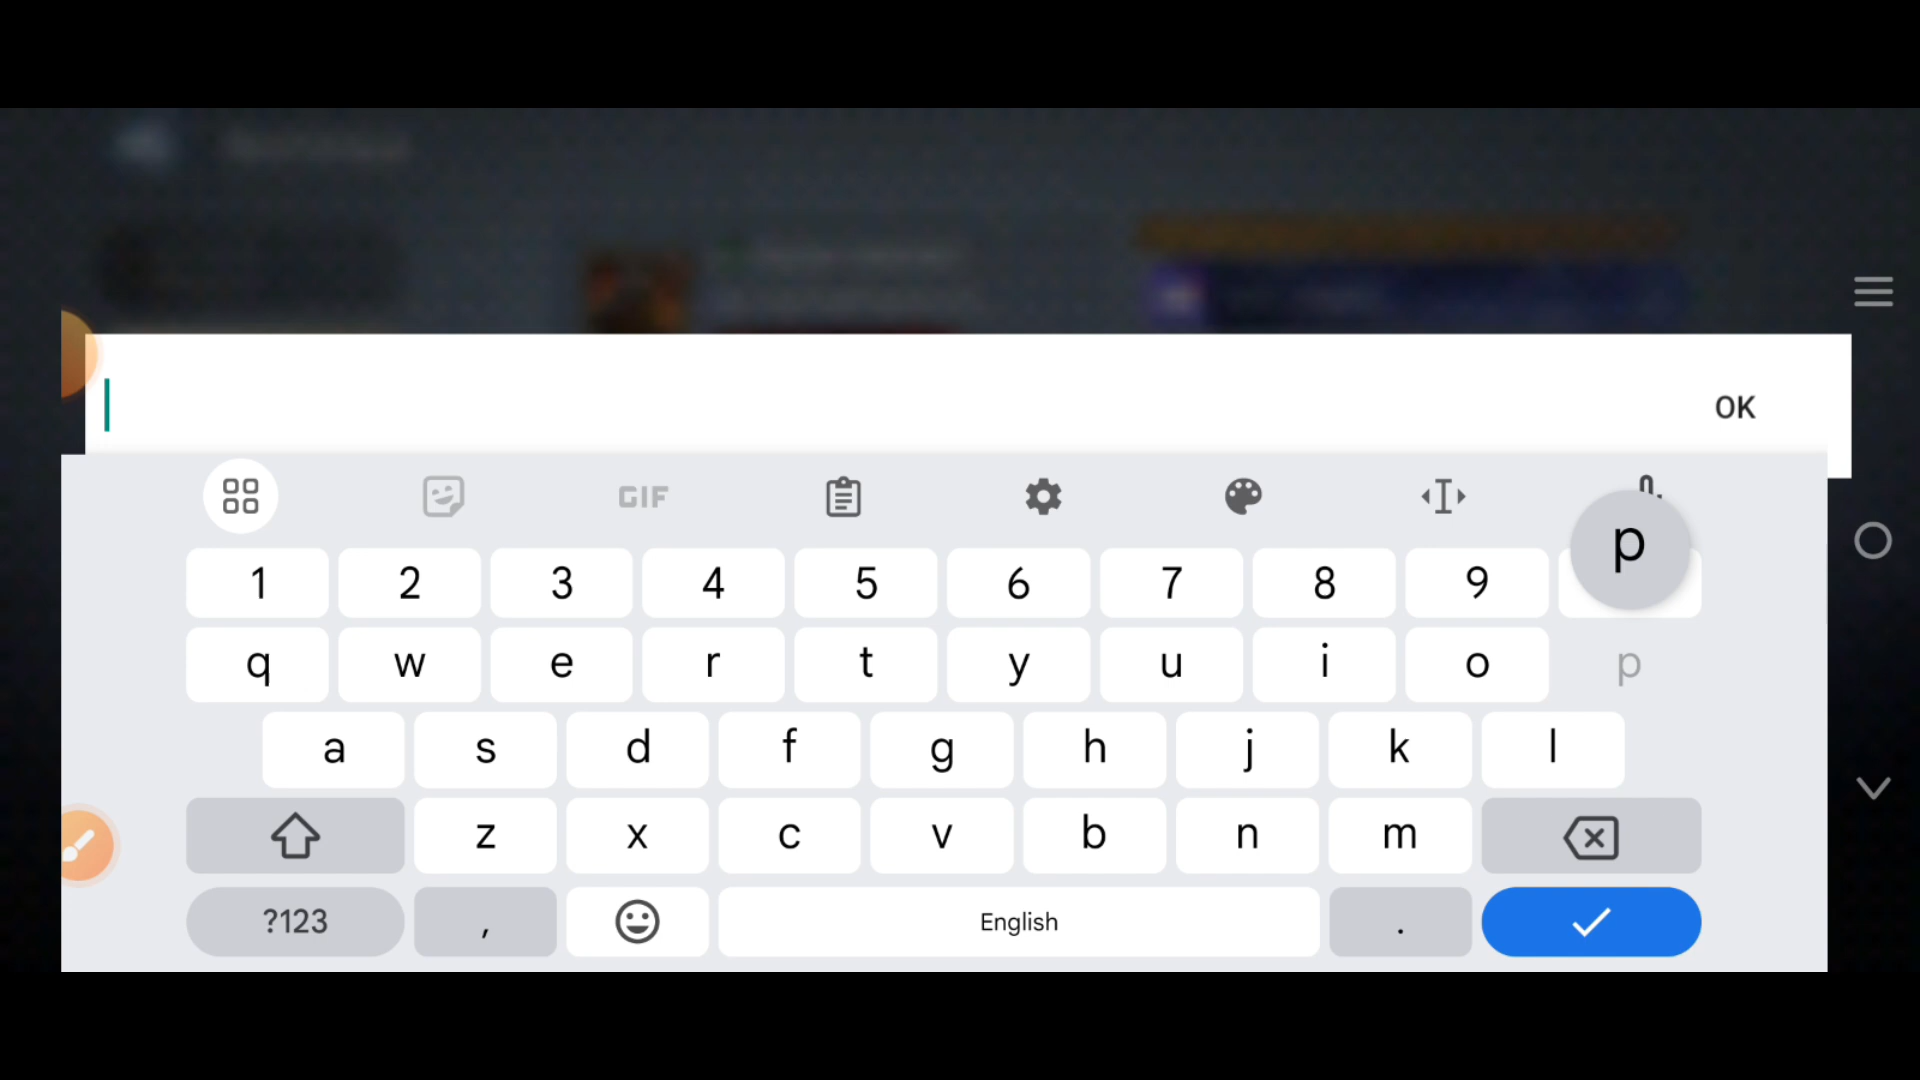 OK
GIF
p
1 2 3 4 5 6 7 8 9
q w e r t y u i o p
a s d f g h j k l
z x c v b n m
?123 , English .